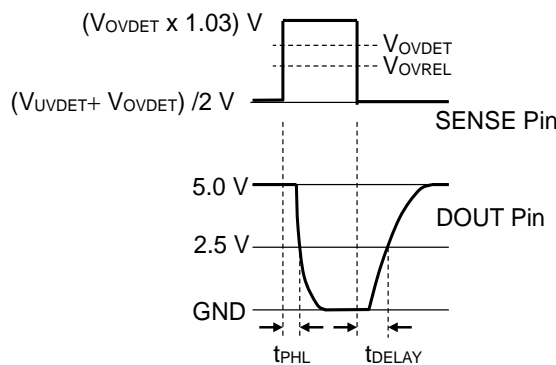 (VOVDET x 1.03) V
VOVDET
VOVREL
(VUVDET+ VOVDET) /2 V
SENSE Pin
5.0 V
DOUT Pin
2.5 V
GND
tPHL
tDELAY